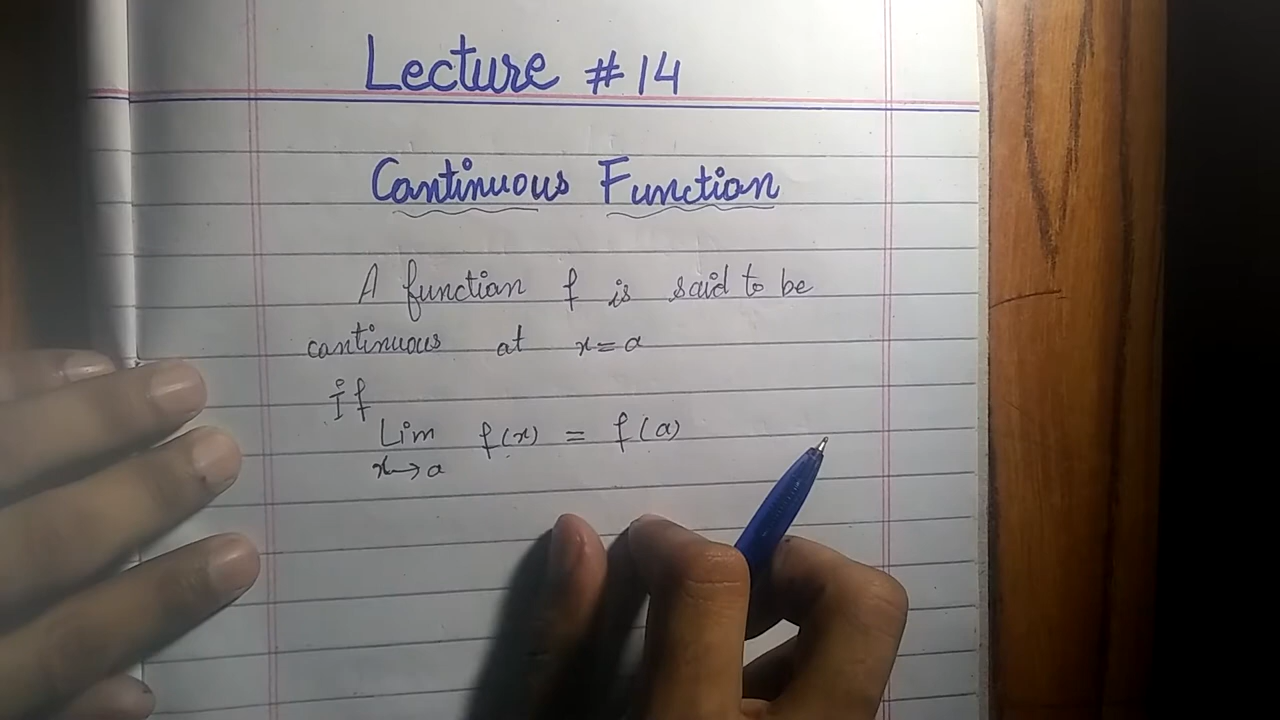 Lecture #14
Continuous Function
A function f is said to be
continuous at x=a
If
Lim f(x) = f(a)
x→a